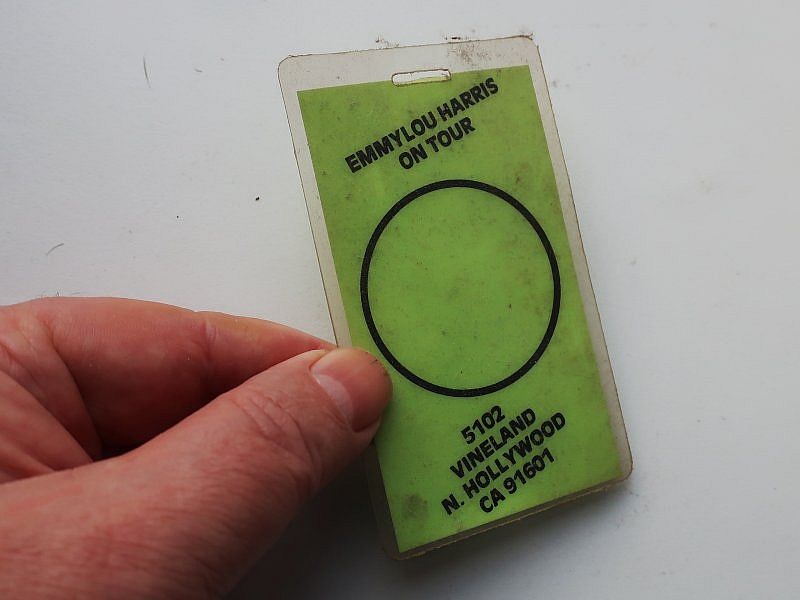 EMMYLOU HARRIS
ON TOUR
5102
VINELAND
N. HOLLYWOOD
CA 91601